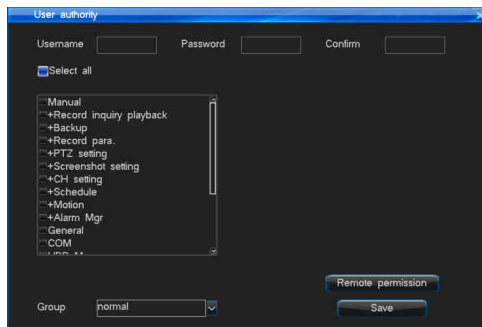 User authority
Username Password Confirm
Select all
Manual
+Record inquiry playback
+Backup
+Record para.
+PTZ setting
+Screenshot setting
+CH setting
+Schedule
+Motion
+Alarm Mgr
General
COM
Remote permission
Group normal Save